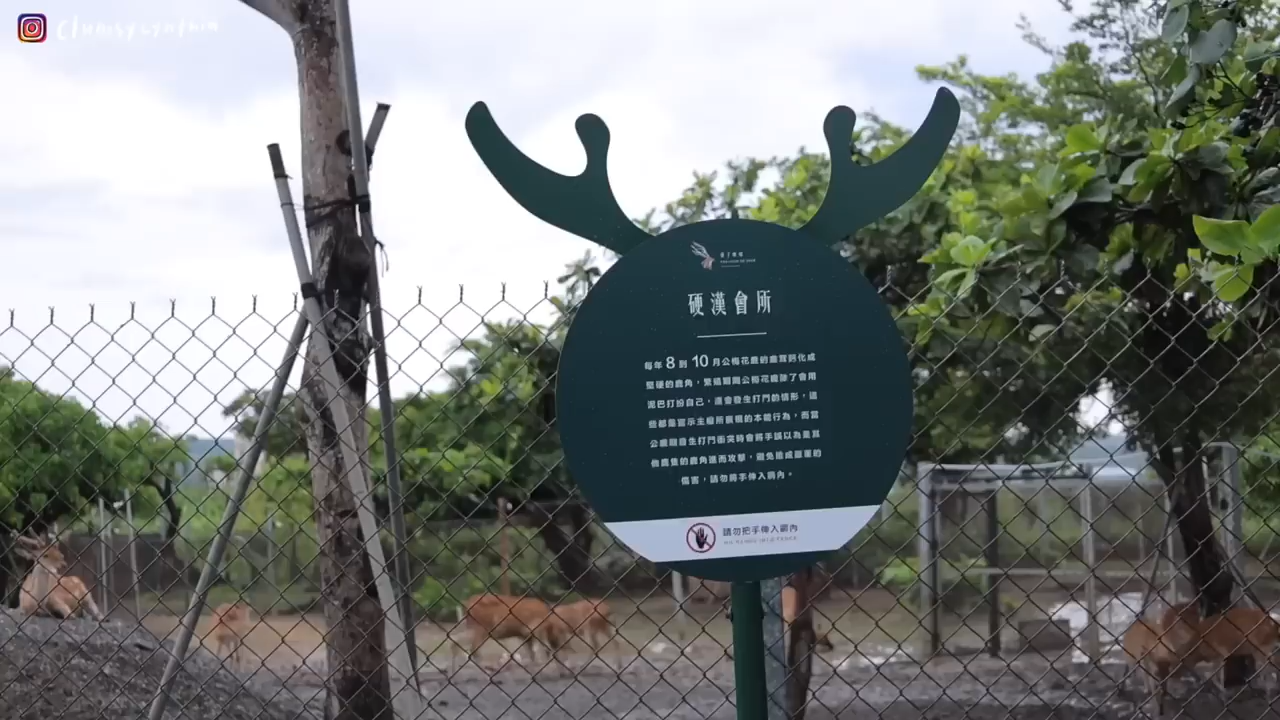 clumsycynthia
硬漢會所
每年8到10月公梅花鹿的鹿茸鈣化成
堅硬的鹿角，繁殖期間公梅花鹿除了會用
泥巴打扮自己，還會發生打鬥的情形，這
些都是宣示主權所展現的本能行為，而當
公鹿群發生打鬥衝突時會將手誤以為是其
他鹿隻的鹿角進而攻擊，避免造成嚴重的
傷害，請勿將手伸入網內。
請勿把手伸入網內